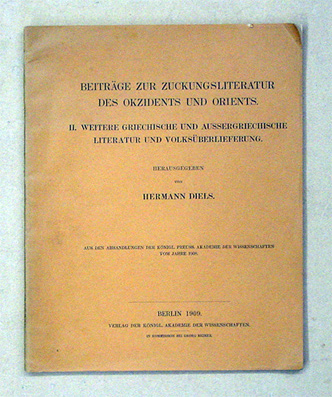 BEITRÄGE ZUR ZUCKUNGSLITERATUR
DES OKZIDENTS UND ORIENTS.
II. WEITERE GRIECHISCHE UND AUSSERGRIECHISCHE
LITERATUR UND VOLKSÜBERLIEFERUNG.
HERAUSGEGEBEN
VON
HERMANN DIELS.
AUS DEN ABHANDLUNGEN DER KÖNIGL. PREUSS. AKADEMIE DER WISSENSCHAFTEN
VOM JAHRE 1908.
BERLIN 1909.
VERLAG DER KÖNIGL. AKADEMIE DER WISSENSCHAFTEN.
IN KOMMISSION BEI GEORG REIMER.